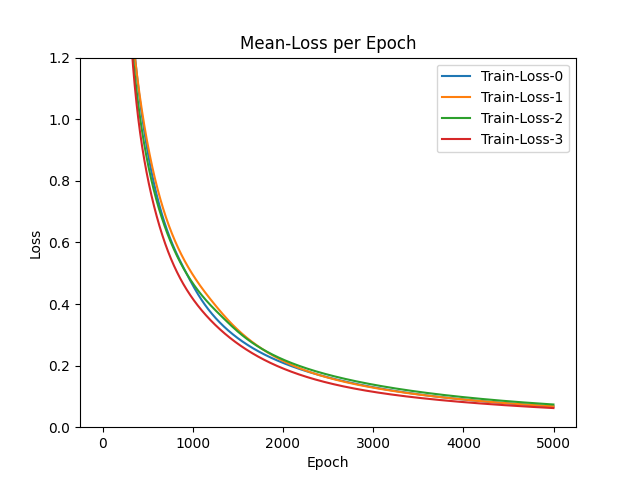 Mean-Loss per Epoch
Train-Loss-0
Train-Loss-1
Train-Loss-2
Train-Loss-3
1.2
1.0
0.8
0.6
0.4
0.2
0.0
Loss
0 1000 2000 3000 4000 5000
Epoch